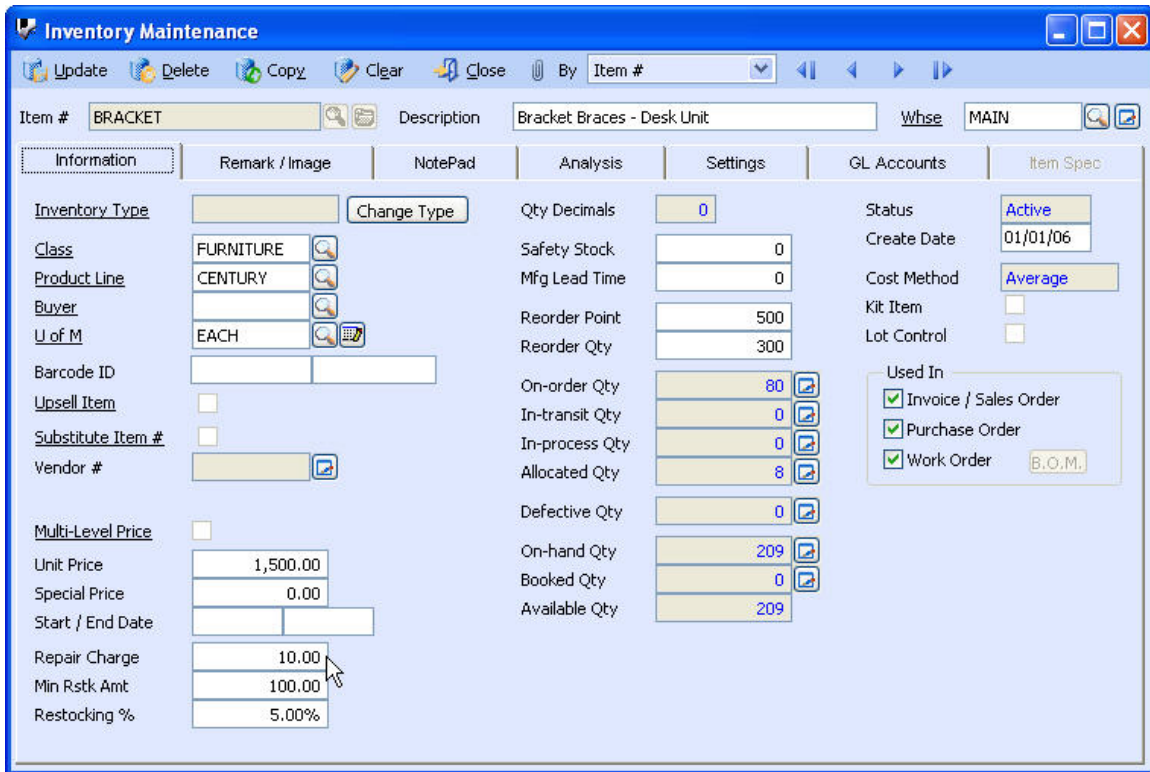 Inventory Maintenance
Update Delete Copy Clear Close By Item #
Item # BRACKET Description Bracket Braces - Desk Unit Whse MAIN
Information Remark / Image NotePad Analysis Settings GL Accounts Item Spec
Inventory Type Change Type
Class FURNITURE
Product Line CENTURY
Buyer
U of M EACH
Barcode ID
Upsell Item
Substitute Item #
Vendor #
Multi-Level Price
Unit Price 1,500.00
Special Price 0.00
Start / End Date
Repair Charge 10.00
Min Rstk Amt 100.00
Restocking % 5.00%
Qty Decimals 0
Safety Stock 0
Mfg Lead Time 0
Reorder Point 500
Reorder Qty 300
On-order Qty 80
In-transit Qty 0
In-process Qty 0
Allocated Qty 8
Defective Qty 0
On-hand Qty 209
Booked Qty 0
Available Qty 209
Status Active
Create Date 01/01/06
Cost Method Average
Kit Item
Lot Control
Used In
Invoice / Sales Order
Purchase Order
Work Order B.O.M.